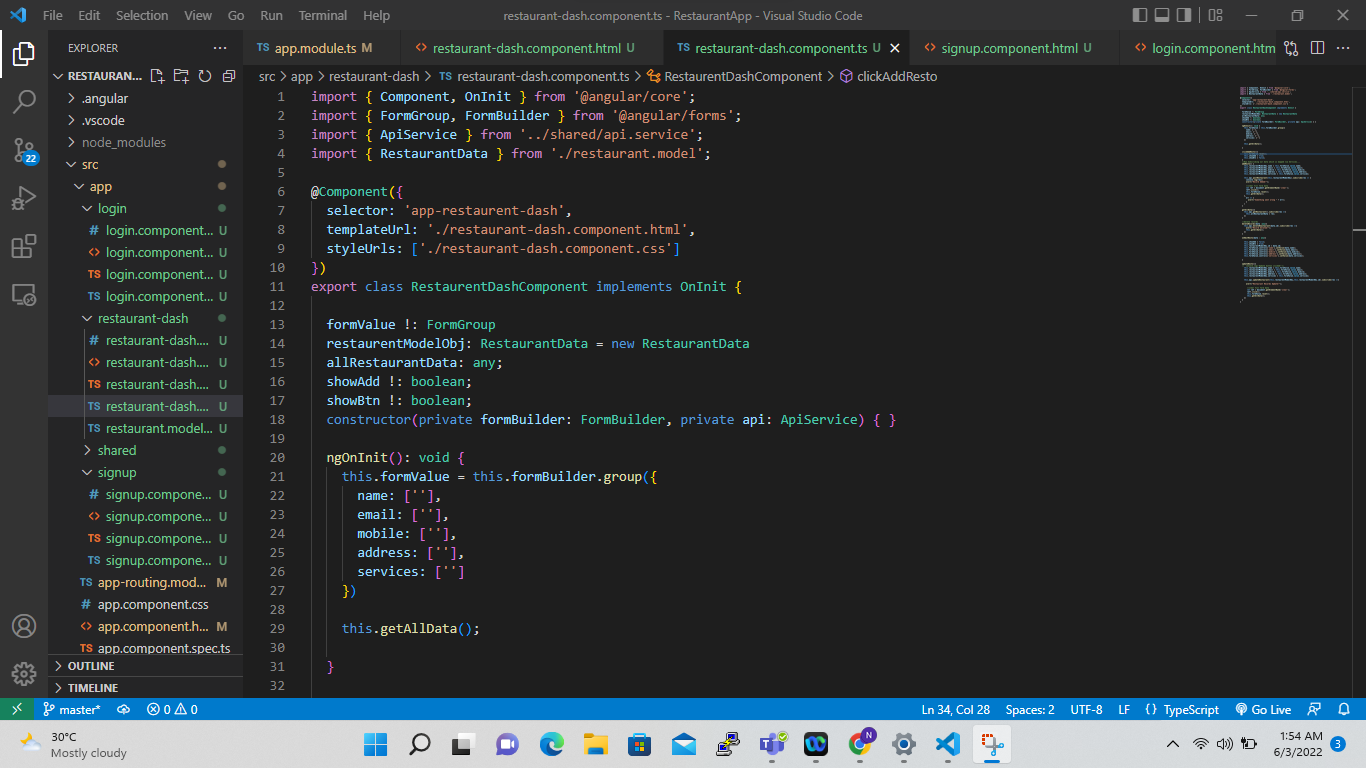 File Edit Selection View Go Run Terminal Help
restaurant-dash.component.ts - RestaurantApp - Visual Studio Code
EXPLORER
RESTAURAN...
.angular
.vscode
node_modules
src
app
login
# login.component... U
<> login.component... U
TS login.component... U
TS login.component... U
restaurant-dash
# restaurant-dash.... U
<> restaurant-dash.... U
TS restaurant-dash.... U
TS restaurant-dash.... U
TS restaurant.model... U
shared
signup
# signup.compone... U
<> signup.compone... U
TS signup.compone... U
TS signup.compone... U
TS app-routing.mod... M
# app.component.css
<> app.component.h... M
TS app.component.spec.ts
OUTLINE
TIMELINE
22
TS app.module.ts M
<> restaurant-dash.component.html U
TS restaurant-dash.component.ts U
<> signup.component.html U
<> login.component.htm
src > app > restaurant-dash > TS restaurant-dash.component.ts > RestaurentDashComponent > clickAddResto
1 import { Component, OnInit } from '@angular/core';
2 import { FormGroup, FormBuilder } from '@angular/forms';
3 import { ApiService } from '../shared/api.service';
4 import { RestaurantData } from './restaurant.model';
5
6 @Component({
7 selector: 'app-restaurent-dash',
8 templateUrl: './restaurant-dash.component.html',
9 styleUrls: ['./restaurant-dash.component.css']
10 })
11 export class RestaurentDashComponent implements OnInit {
12
13 formValue !: FormGroup
14 restaurentModelObj: RestaurantData = new RestaurantData
15 allRestaurantData: any;
16 showAdd !: boolean;
17 showBtn !: boolean;
18 constructor(private formBuilder: FormBuilder, private api: ApiService) { }
19
20 ngOnInit(): void {
21 this.formValue = this.formBuilder.group({
22 name: [''],
23 email: [''],
24 mobile: [''],
25 address: [''],
26 services: ['']
27 })
28
29 this.getAllData();
30
31 }
32
master*
0 0
Ln 34, Col 28
Spaces: 2
UTF-8
LF
{} TypeScript
Go Live
30°C
Mostly cloudy
N
1:54 AM
6/3/2022
3